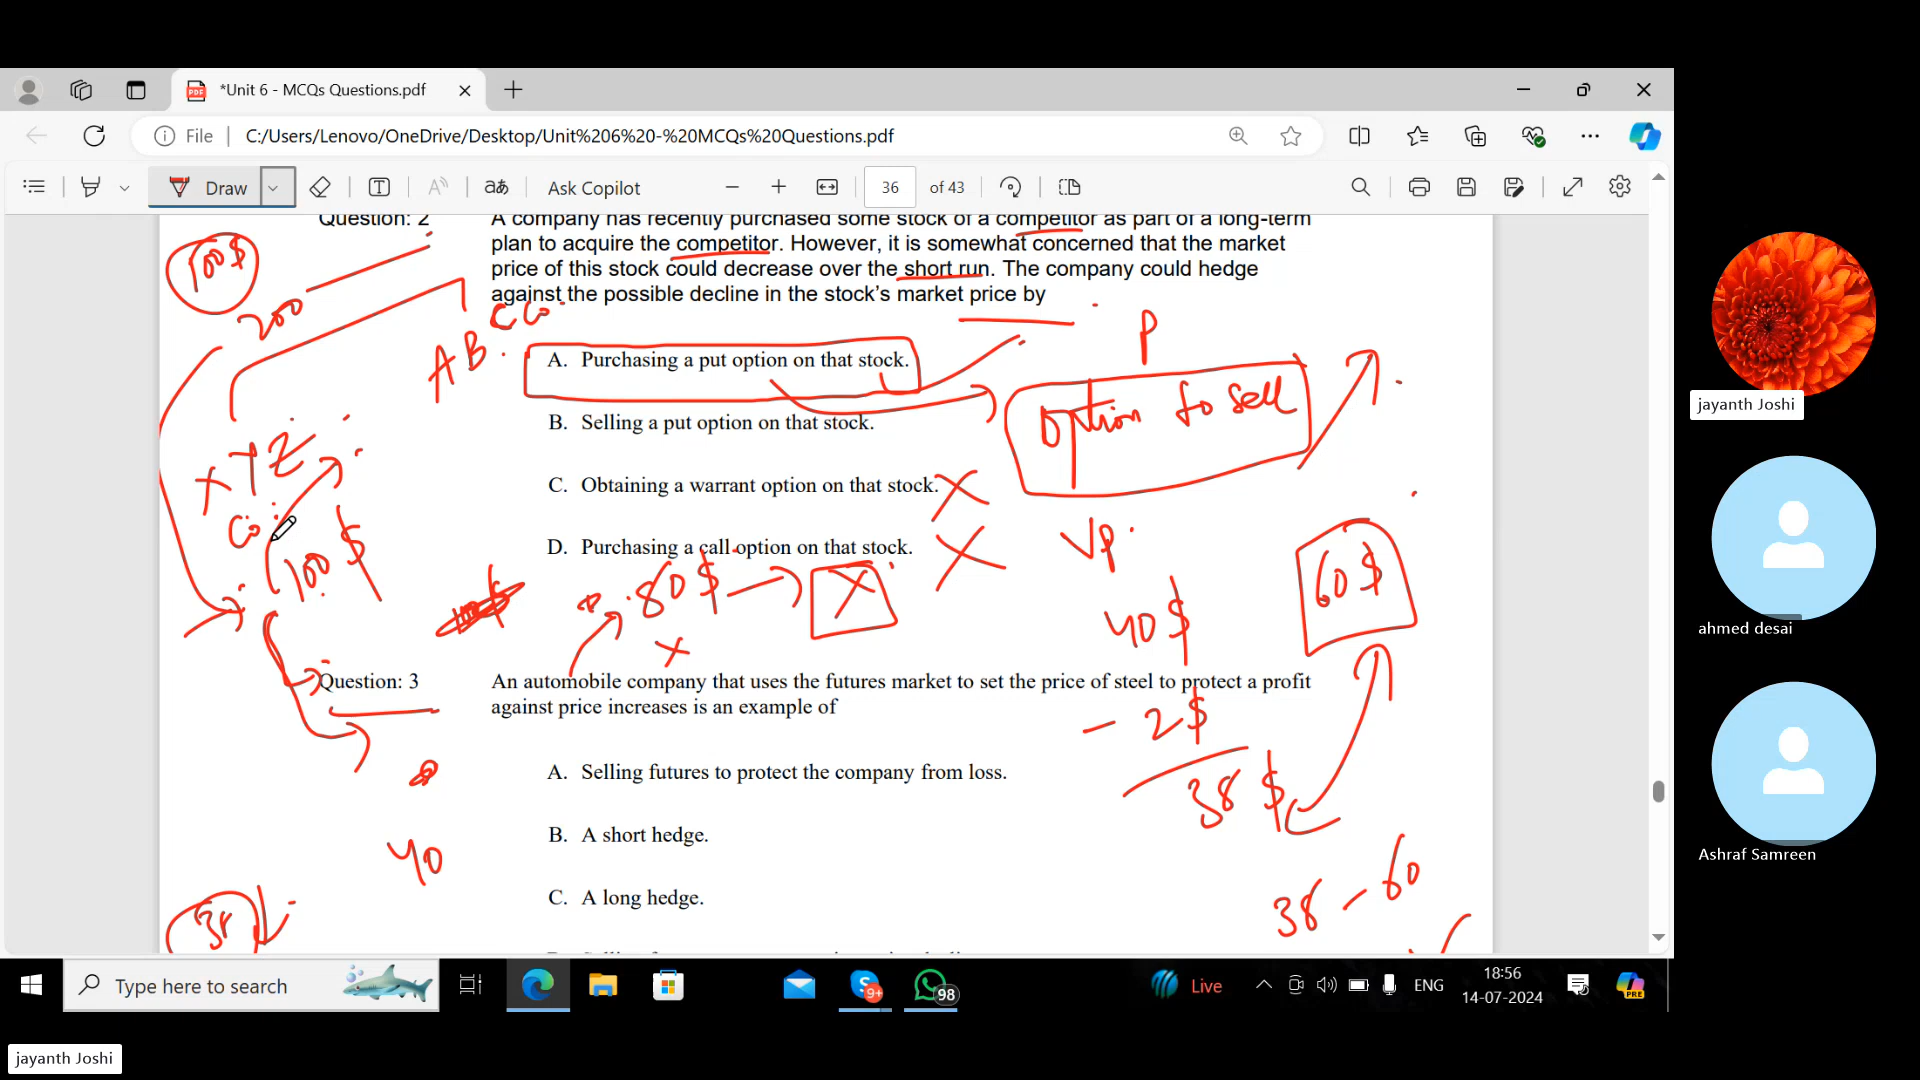 *Unit 6 - MCQs Questions.pdf
File
C:/Users/Lenovo/OneDrive/Desktop/Unit%206%20-%20MCQs%20Questions.pdf
Draw
Ask Copilot
36 of 43
Question: 2
A company has recently purchased some stock of a competitor as part of a long-term
plan to acquire the competitor. However, it is somewhat concerned that the market
price of this stock could decrease over the short run. The company could hedge
against the possible decline in the stock's market price by
100$
200
ABC Co.
P
A. Purchasing a put option on that stock.
option to sell
B. Selling a put option on that stock.
XYZ
Co
100$
C. Obtaining a warrant option on that stock. X
D. Purchasing a call option on that stock. X
Vp.
80$ X
X
60$
40$
- 2$
38$
Question: 3
An automobile company that uses the futures market to set the price of steel to protect a profit
against price increases is an example of
A. Selling futures to protect the company from loss.
B. A short hedge.
C. A long hedge.
40
38
38 - 60
jayanth Joshi
ahmed desai
Ashraf Samreen
Type here to search
9+
98
Live
ENG
18:56
14-07-2024
PRE
jayanth Joshi